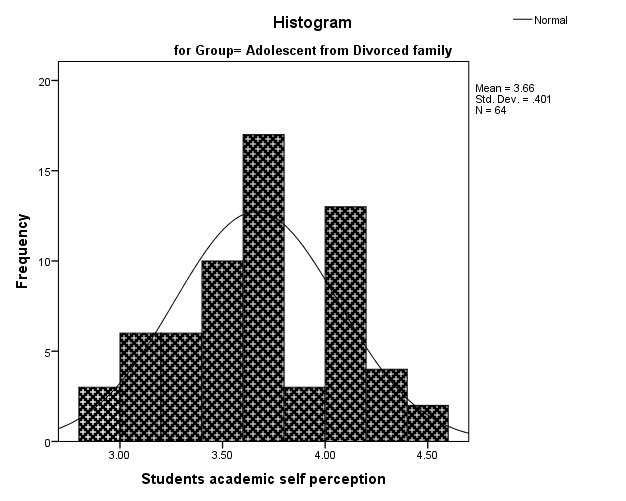 Histogram
Normal
for Group= Adolescent from Divorced family
Mean = 3.66
Std. Dev. = .401
N = 64
20
15
10
5
0
Frequency
3.00 3.50 4.00 4.50
Students academic self perception